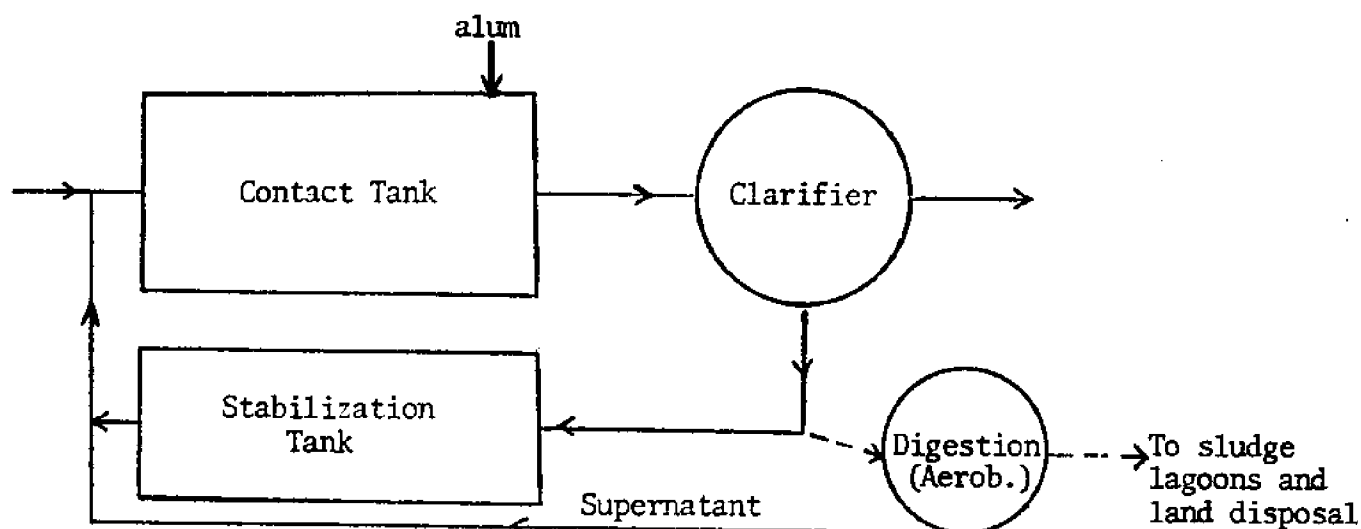 alum
Contact Tank
Clarifier
Stabilization
Tank
Digestion
(Aerob.)
To sludge
lagoons and
land disposal
Supernatant